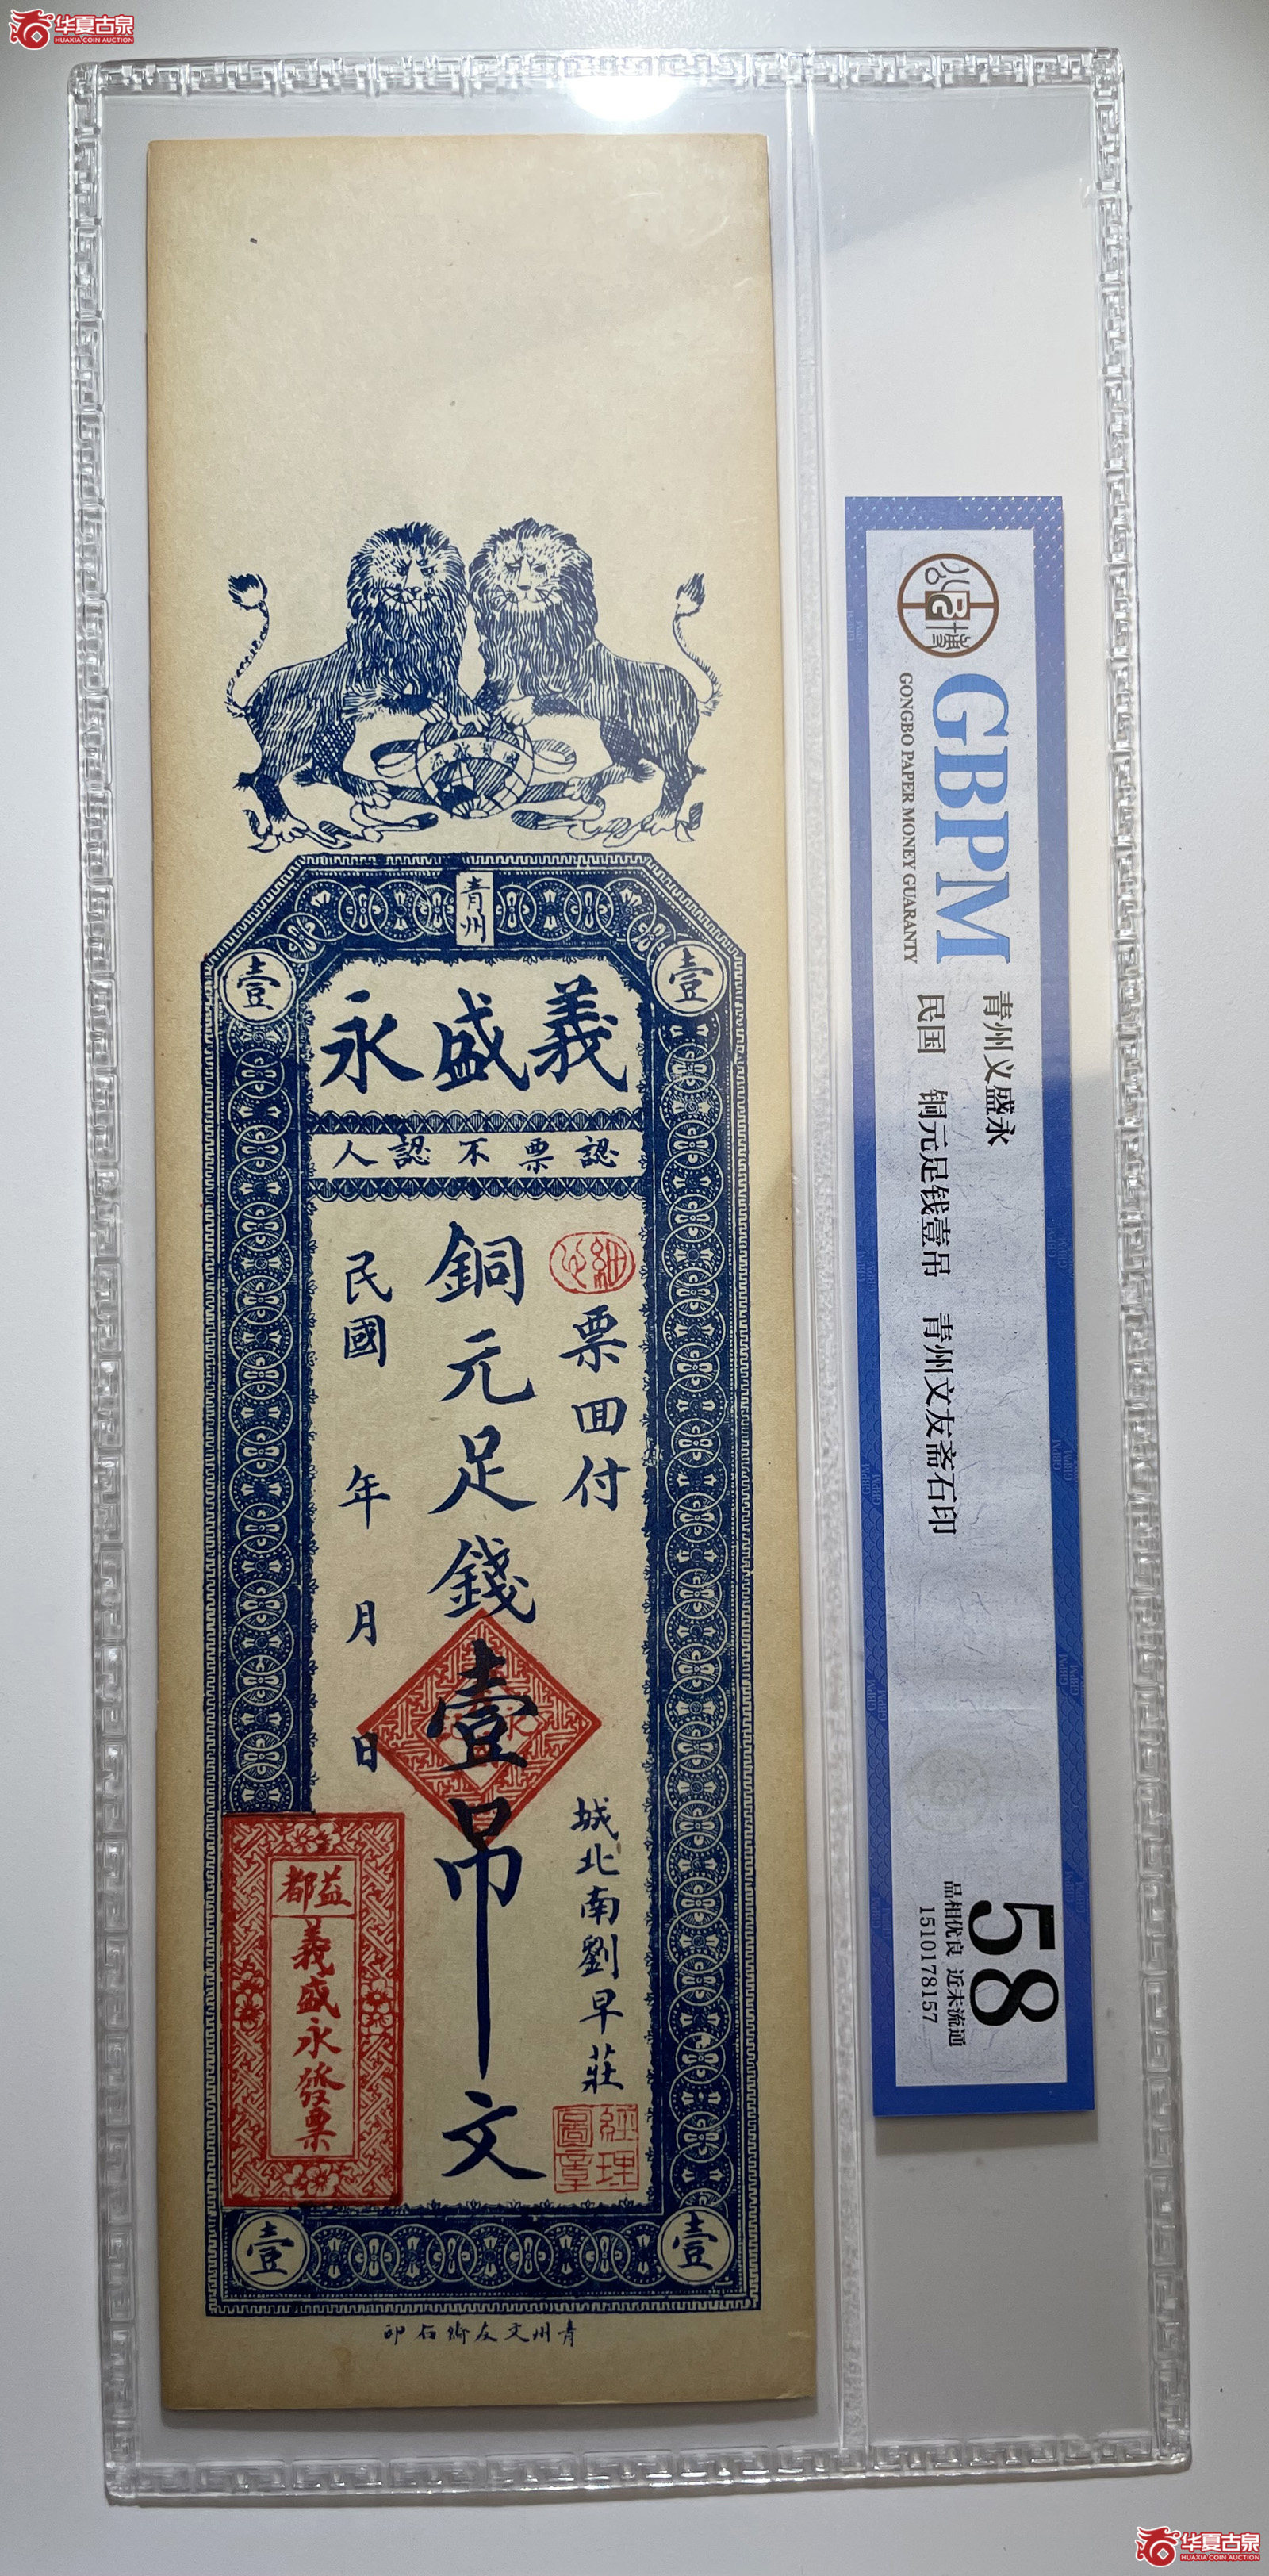 华夏古泉
HUAXIA COIN AUCTION
青州
壹
壹
義盛永
認票不認人
票回付
城北南劉旱莊
經理圖章
銅元足錢壹吊文
民國 年 月 日
益都
義盛永發票
壹
壹
青州文友齋石印
GBPM
GONGBO PAPER MONEY GUARANTY
青州义盛永
民国 铜元足钱壹吊 青州文友斋石印
58
品相优良 近未流通
1510178157
华夏古泉
HUAXIA COIN AUCTION